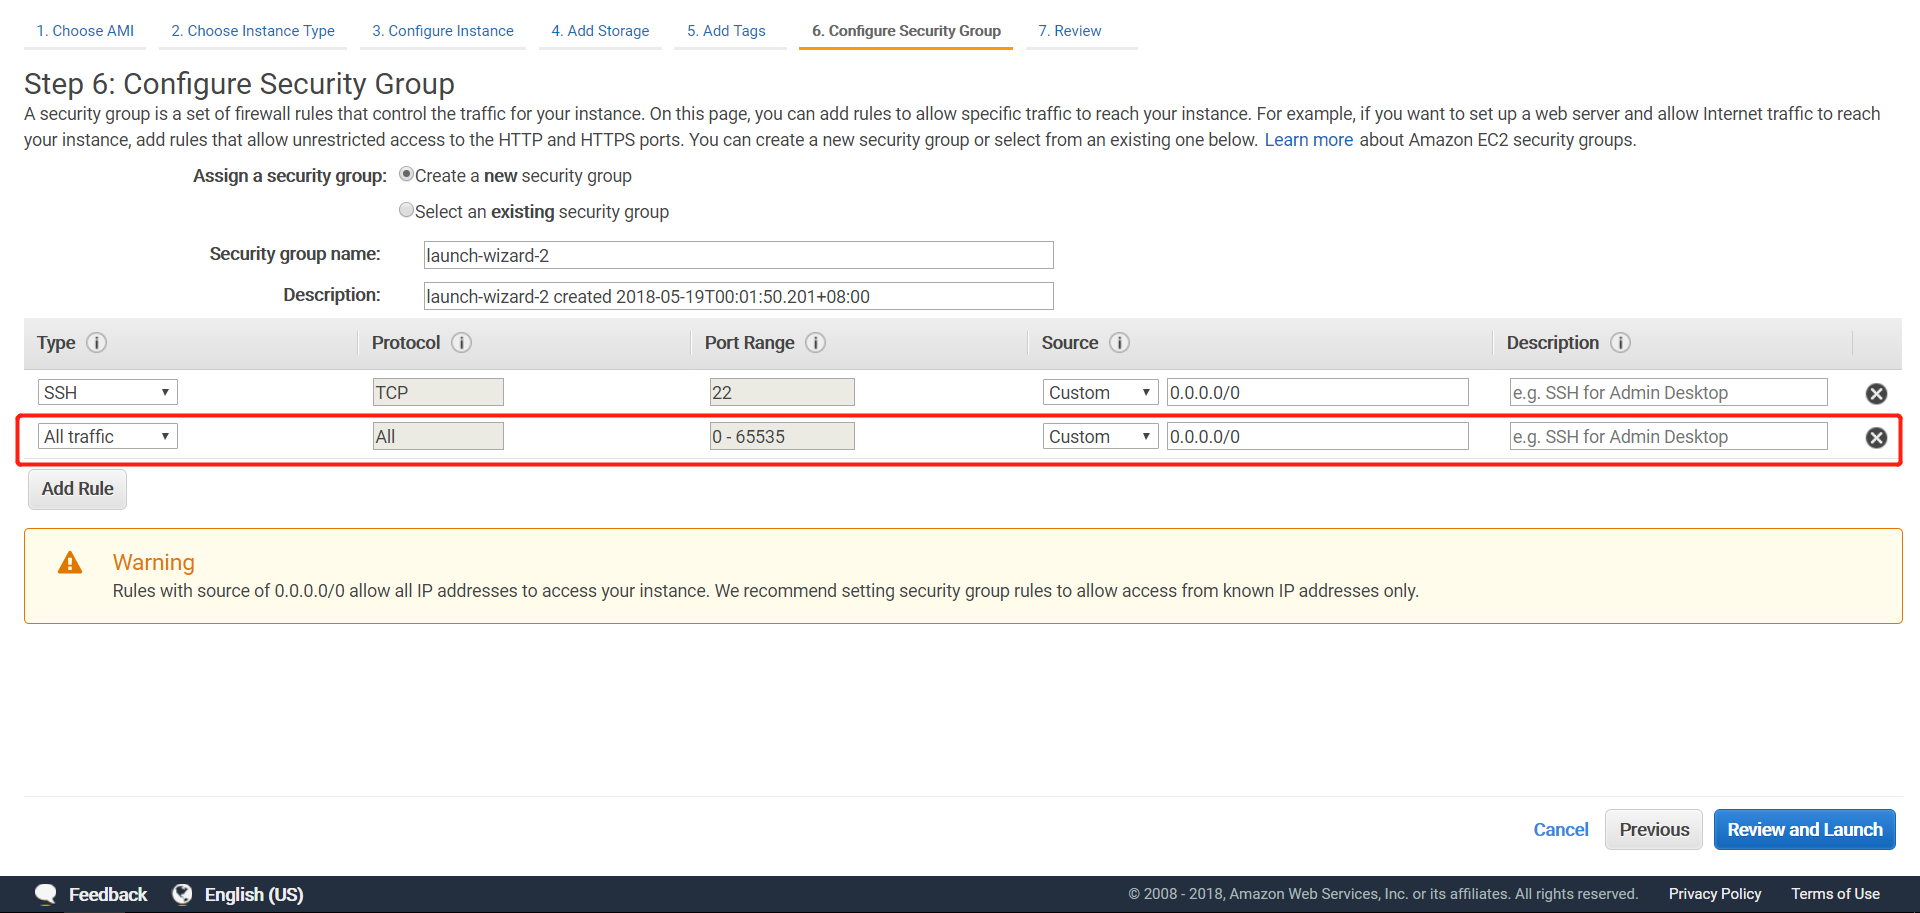 1. Choose AMI 2. Choose Instance Type 3. Configure Instance 4. Add Storage 5. Add Tags 6. Configure Security Group 7. Review
Step 6: Configure Security Group
A security group is a set of firewall rules that control the traffic for your instance. On this page, you can add rules to allow specific traffic to reach your instance. For example, if you want to set up a web server and allow Internet traffic to reach
your instance, add rules that allow unrestricted access to the HTTP and HTTPS ports. You can create a new security group or select from an existing one below. Learn more about Amazon EC2 security groups.
Assign a security group: Create a new security group
Select an existing security group
Security group name: launch-wizard-2
Description: launch-wizard-2 created 2018-05-19T00:01:50.201+08:00
Type Protocol Port Range Source Description
SSH TCP 22 Custom 0.0.0.0/0 e.g. SSH for Admin Desktop
All traffic All 0 - 65535 Custom 0.0.0.0/0 e.g. SSH for Admin Desktop
Add Rule
Warning
Rules with source of 0.0.0.0/0 allow all IP addresses to access your instance. We recommend setting security group rules to allow access from known IP addresses only.
Cancel Previous Review and Launch
Feedback English (US) © 2008 - 2018, Amazon Web Services, Inc. or its affiliates. All rights reserved. Privacy Policy Terms of Use